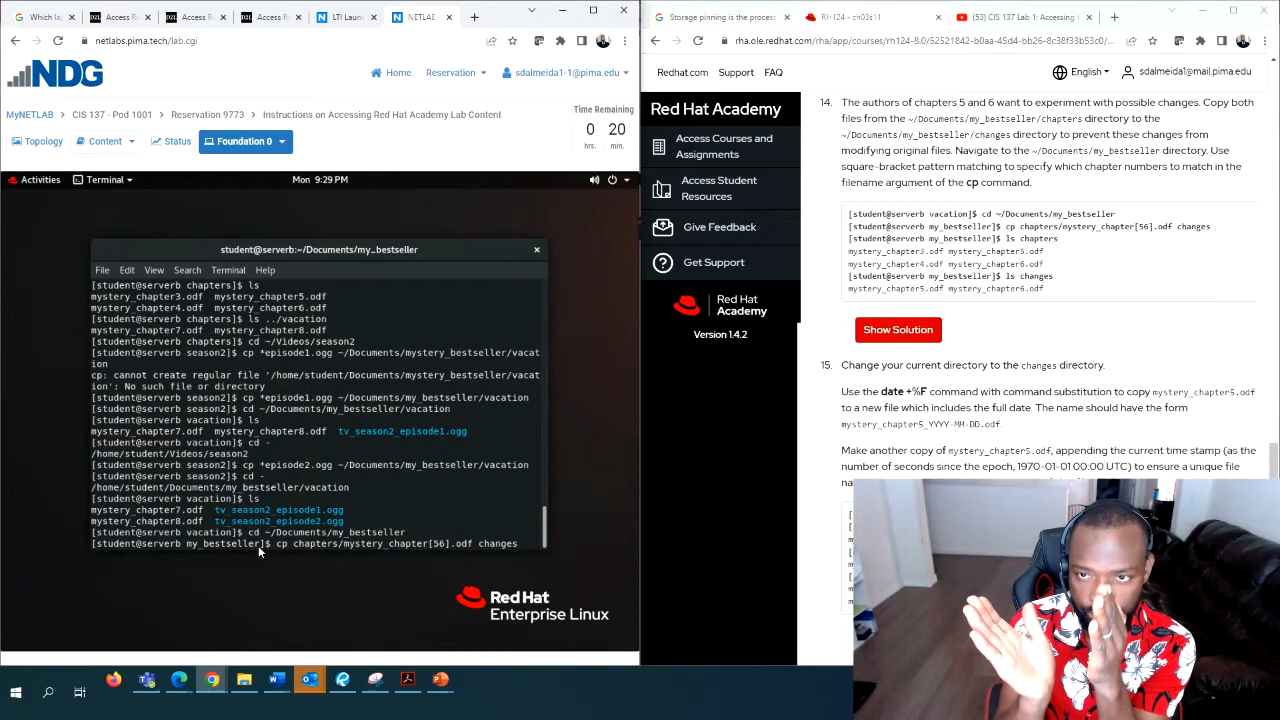 Which la
Access Re
Access Re
Access Re
LTI Laun
NETLAB
netlabs.pima.tech/lab.cgi
NDG
Home
Reservation
sdalmeida1-1@pima.edu
MyNETLAB
CIS 137 - Pod 1001
Reservation 9773
Instructions on Accessing Red Hat Academy Lab Content
Time Remaining
0 20
hrs. min.
Topology
Content
Status
Foundation 0
Activities
Terminal
Mon 9:29 PM
student@serverb:~/Documents/my_bestseller
File Edit View Search Terminal Help
[student@serverb chapters]$ ls
mystery_chapter3.odf mystery_chapter5.odf
mystery_chapter4.odf mystery_chapter6.odf
[student@serverb chapters]$ ls ../vacation
mystery_chapter7.odf mystery_chapter8.odf
[student@serverb chapters]$ cd ~/Videos/season2
[student@serverb season2]$ cp *episode1.ogg ~/Documents/mystery_bestseller/vacat
ion
cp: cannot create regular file '/home/student/Documents/mystery_bestseller/vacat
ion': No such file or directory
[student@serverb season2]$ cp *episode1.ogg ~/Documents/my_bestseller/vacation
[student@serverb season2]$ cd ~/Documents/my_bestseller/vacation
[student@serverb vacation]$ ls
mystery_chapter7.odf mystery_chapter8.odf tv_season2_episode1.ogg
[student@serverb vacation]$ cd -
/home/student/Videos/season2
[student@serverb season2]$ cp *episode2.ogg ~/Documents/my_bestseller/vacation
[student@serverb season2]$ cd -
/home/student/Documents/my_bestseller/vacation
[student@serverb vacation]$ ls
mystery_chapter7.odf tv_season2_episode1.ogg
mystery_chapter8.odf tv_season2_episode2.ogg
[student@serverb vacation]$ cd ~/Documents/my_bestseller
[student@serverb my_bestseller]$ cp chapters/mystery_chapter[56].odf changes
Red Hat
Enterprise Linux
Storage pinning is the process
RH124 - ch03s11
(53) CIS 137 Lab 1: Accessing
rha.ole.redhat.com/rha/app/courses/rh124-8.0/52521842-b0aa-45d4-bb26-8c38f33b53c0/...
Redhat.com Support FAQ
English
sdalmeida1@mail.pima.edu
Red Hat Academy
Access Courses and
Assignments
Access Student
Resources
Give Feedback
Get Support
Red Hat
Academy
Version 1.4.2
14. The authors of chapters 5 and 6 want to experiment with possible changes. Copy both
files from the ~/Documents/my_bestseller/chapters directory to the
~/Documents/my_bestseller/changes directory to prevent these changes from
modifying original files. Navigate to the ~/Documents/my_bestseller directory. Use
square-bracket pattern matching to specify which chapter numbers to match in the
filename argument of the cp command.
[student@serverb vacation]$ cd ~/Documents/my_bestseller
[student@serverb my_bestseller]$ cp chapters/mystery_chapter[56].odf changes
[student@serverb my_bestseller]$ ls chapters
mystery_chapter3.odf mystery_chapter5.odf
mystery_chapter4.odf mystery_chapter6.odf
[student@serverb my_bestseller]$ ls changes
mystery_chapter5.odf mystery_chapter6.odf
Show Solution
15. Change your current directory to the changes directory.
Use the date +%F command with command substitution to copy mystery_chapter5.odf
to a new file which includes the full date. The name should have the form
mystery_chapter5_YYYY-MM-DD.odf.
Make another copy of mystery_chapter5.odf, appending the current time stamp (as the
number of seconds since the epoch, 1970-01-01 00:00 UTC) to ensure a unique file